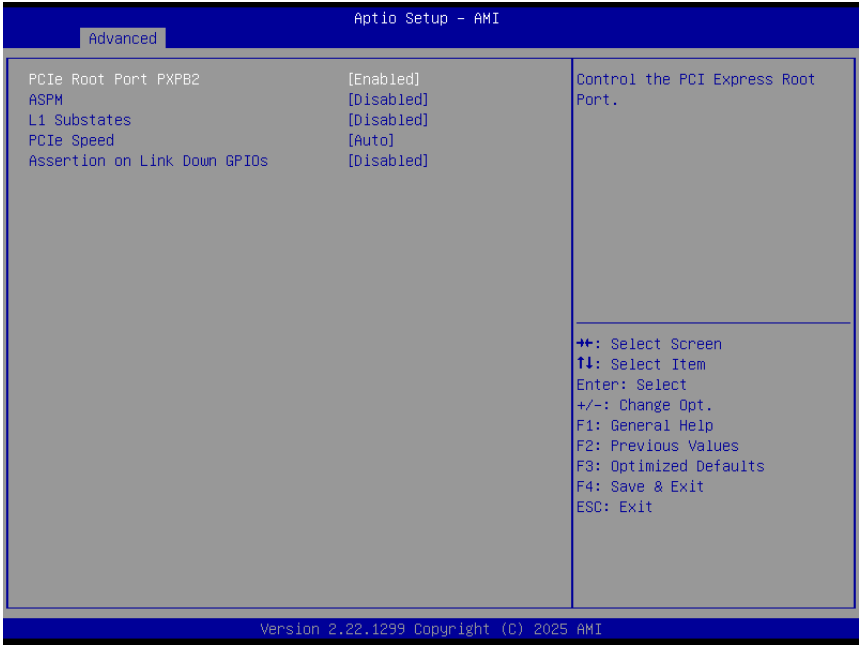 Aptio Setup – AMI
Advanced
PCIe Root Port PXPB2 [Enabled]
ASPM [Disabled]
L1 Substates [Disabled]
PCIe Speed [Auto]
Assertion on Link Down GPIOs [Disabled]
Control the PCI Express Root
Port.
→←: Select Screen
↑↓: Select Item
Enter: Select
+/-: Change Opt.
F1: General Help
F2: Previous Values
F3: Optimized Defaults
F4: Save & Exit
ESC: Exit
Version 2.22.1299 Copyright (C) 2025 AMI